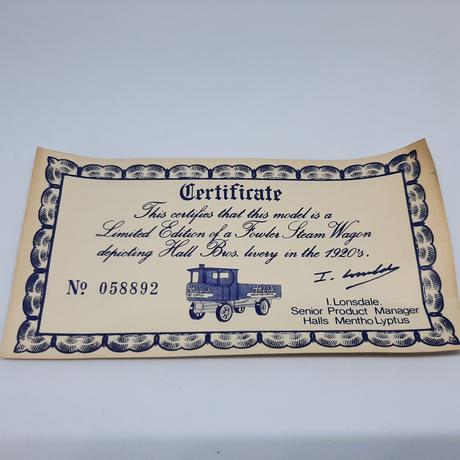 Certificate
This certifies that this model is a
Limited Edition of a Fowler Steam Wagon
depicting Hall Bros. livery in the 1920's.
Nº 058892
I. Lonsdale
I. Lonsdale.
Senior Product Manager
Halls Mentho Lyptus